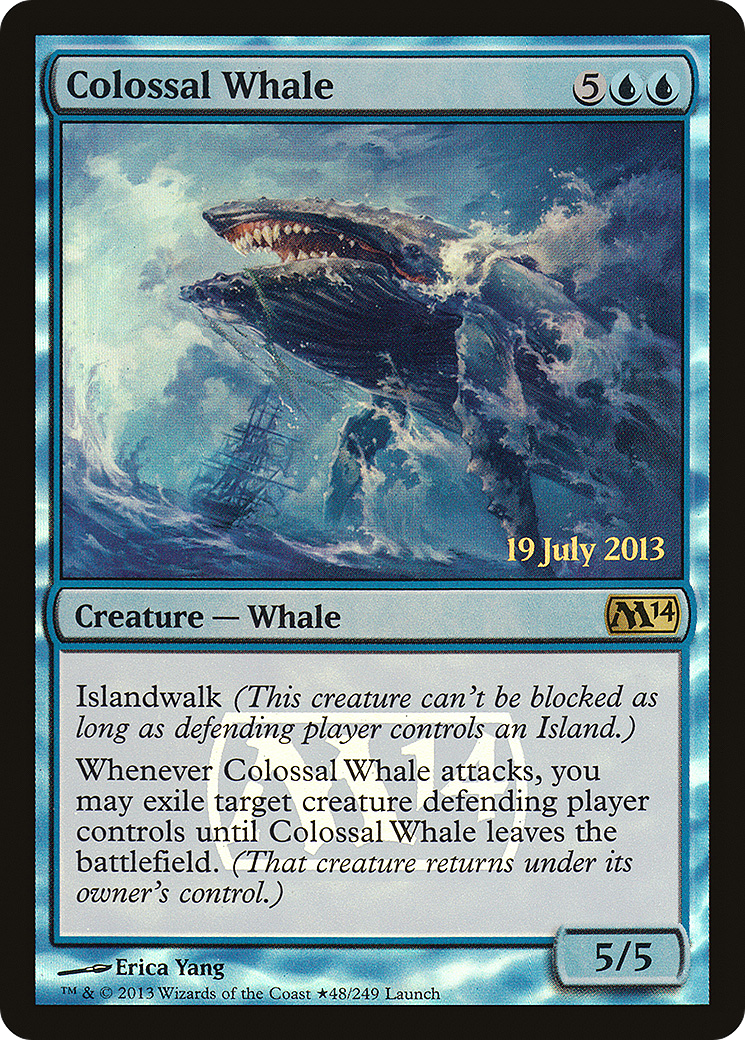 Colossal Whale 5
19 July 2013
Creature — Whale M14
Islandwalk (This creature can't be blocked as
long as defending player controls an Island.)
Whenever Colossal Whale attacks, you
may exile target creature defending player
controls until Colossal Whale leaves the
battlefield. (That creature returns under its
owner's control.)
M14
5/5
Erica Yang
™ & © 2013 Wizards of the Coast ★48/249 Launch